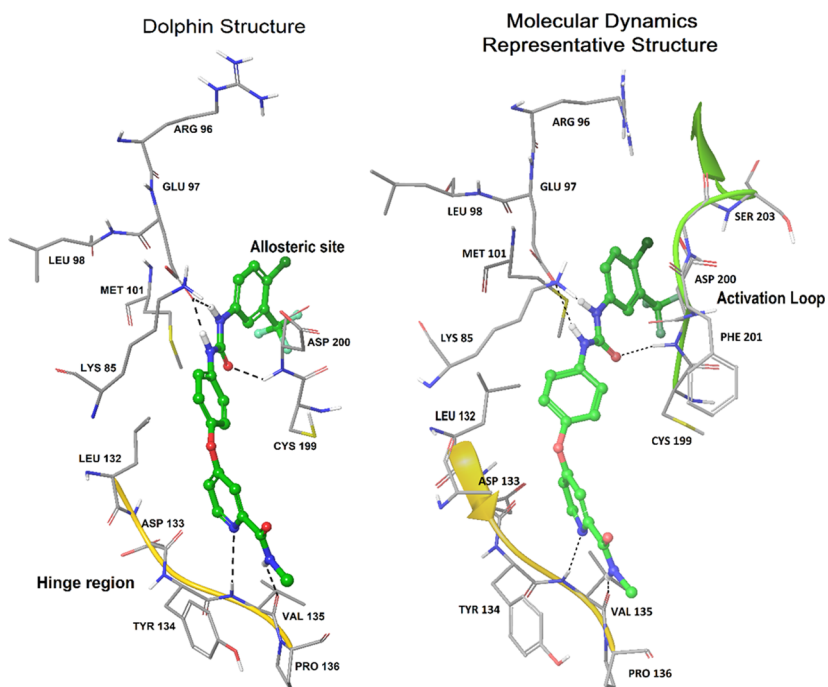 Dolphin Structure
ARG 96
GLU 97
LEU 98
Allosteric site
MET 101
LYS 85
ASP 200
CYS 199
LEU 132
ASP 133
Hinge region
TYR 134
VAL 135
PRO 136
Molecular Dynamics
Representative Structure
ARG 96
GLU 97
LEU 98
SER 203
MET 101
ASP 200
Activation Loop
LYS 85
PHE 201
LEU 132
CYS 199
ASP 133
TYR 134
VAL 135
PRO 136